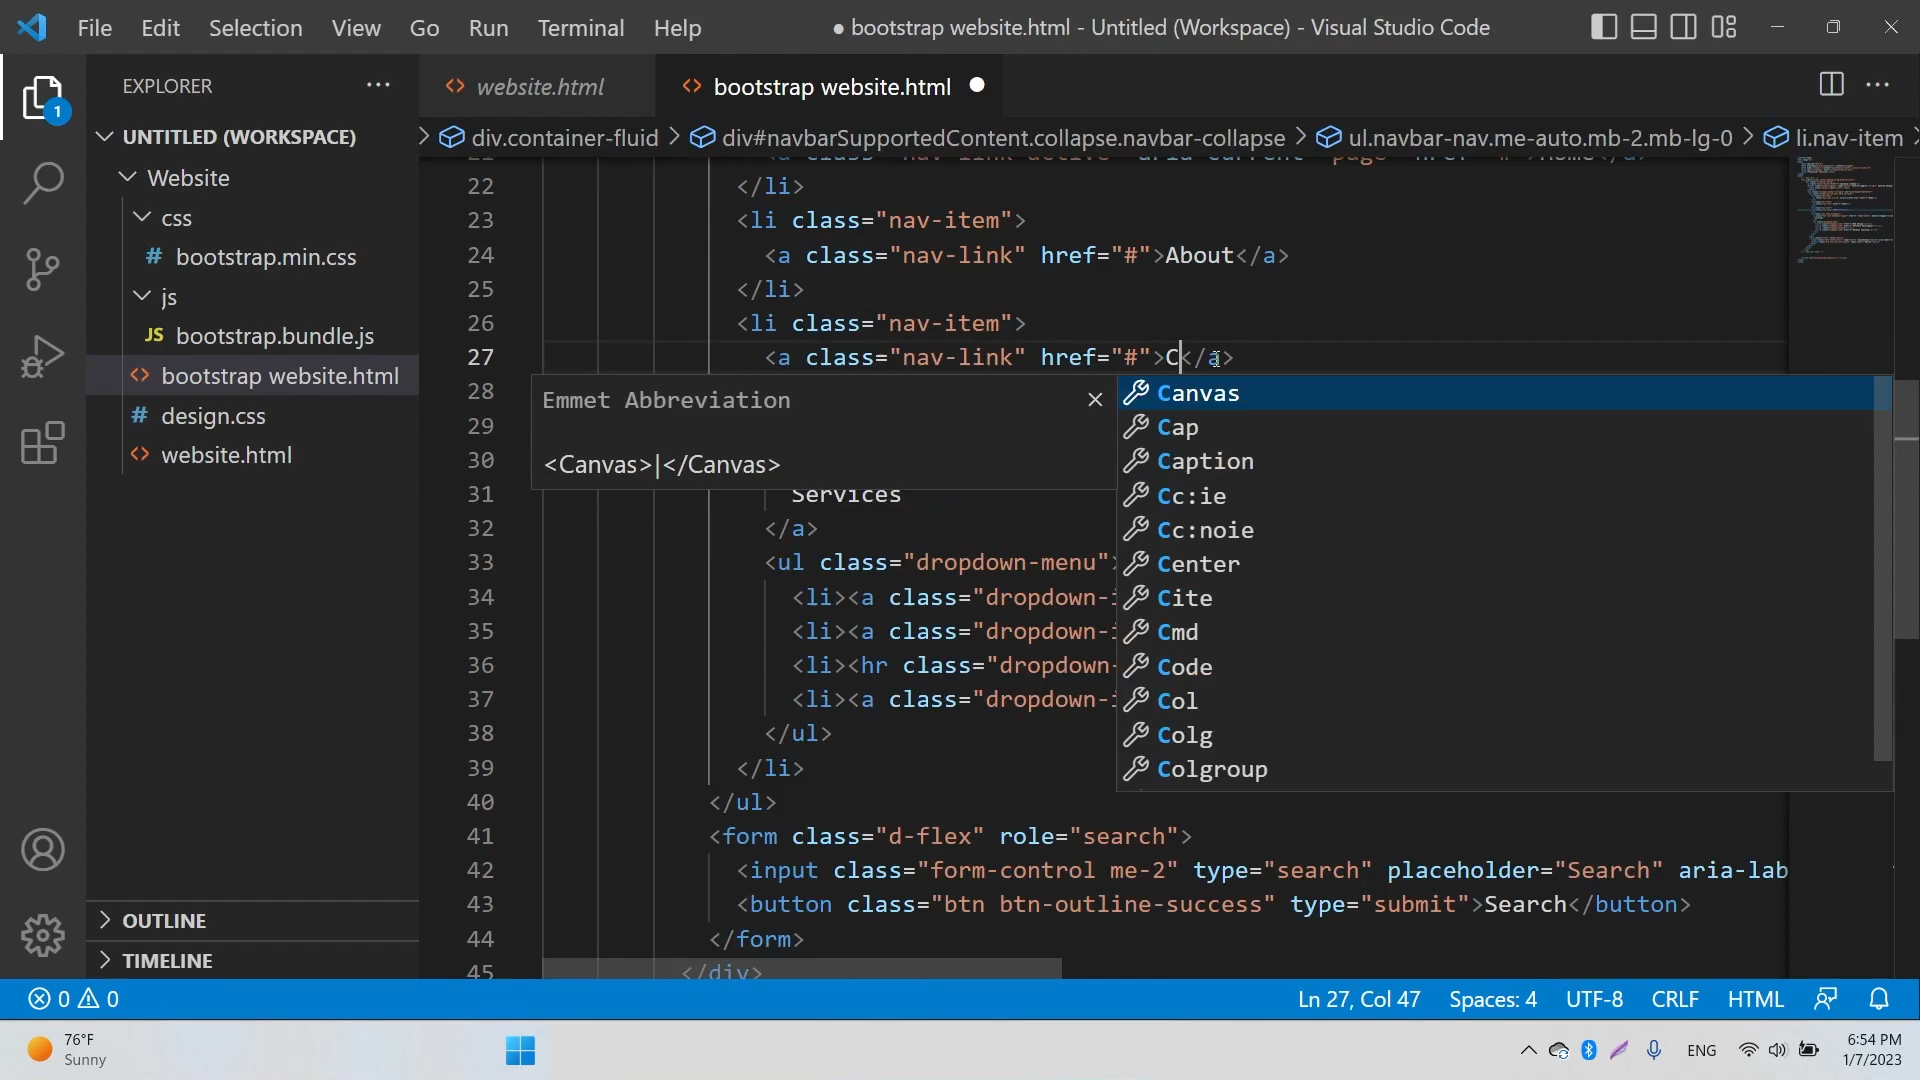 File Edit Selection View Go Run Terminal Help
● bootstrap website.html - Untitled (Workspace) - Visual Studio Code
1
EXPLORER
UNTITLED (WORKSPACE)
Website
css
# bootstrap.min.css
js
JS bootstrap.bundle.js
<> bootstrap website.html
# design.css
<> website.html
OUTLINE
TIMELINE
<> website.html
<> bootstrap website.html ●
div.container-fluid > div#navbarSupportedContent.collapse.navbar-collapse > ul.navbar-nav.me-auto.mb-2.mb-lg-0 > li.nav-item
22 </li>
23 <li class="nav-item">
24 <a class="nav-link" href="#">About</a>
25 </li>
26 <li class="nav-item">
27 <a class="nav-link" href="#">C</a>
28
29
30
31 Services
32 </a>
33 <ul class="dropdown-menu">
34 <li><a class="dropdown-i
35 <li><a class="dropdown-i
36 <li><hr class="dropdown-
37 <li><a class="dropdown-i
38 </ul>
39 </li>
40 </ul>
41 <form class="d-flex" role="search">
42 <input class="form-control me-2" type="search" placeholder="Search" aria-lab
43 <button class="btn btn-outline-success" type="submit">Search</button>
44 </form>
45 </div>
Emmet Abbreviation
<Canvas>|</Canvas>
Canvas
Cap
Caption
Cc:ie
Cc:noie
Center
Cite
Cmd
Code
Col
Colg
Colgroup
0 0
Ln 27, Col 47 Spaces: 4 UTF-8 CRLF HTML
76°F
Sunny
ENG
6:54 PM
1/7/2023